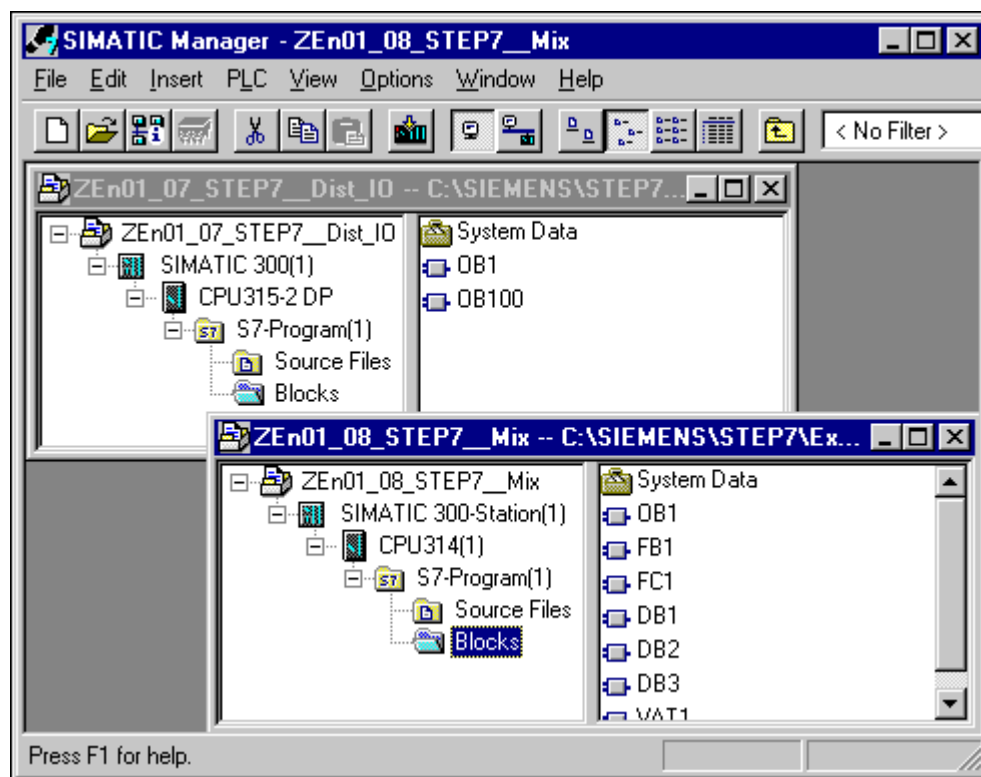 SIMATIC Manager - ZEn01_08_STEP7__Mix
File Edit Insert PLC View Options Window Help
< No Filter >
ZEn01_07_STEP7__Dist_IO -- C:\SIEMENS\STEP7...
ZEn01_07_STEP7__Dist_IO
SIMATIC 300(1)
CPU315-2 DP
S7-Program(1)
Source Files
Blocks
System Data
OB1
OB100
ZEn01_08_STEP7__Mix -- C:\SIEMENS\STEP7\Ex...
ZEn01_08_STEP7__Mix
SIMATIC 300-Station(1)
CPU314(1)
S7-Program(1)
Source Files
Blocks
System Data
OB1
FB1
FC1
DB1
DB2
DB3
VAT1
Press F1 for help.